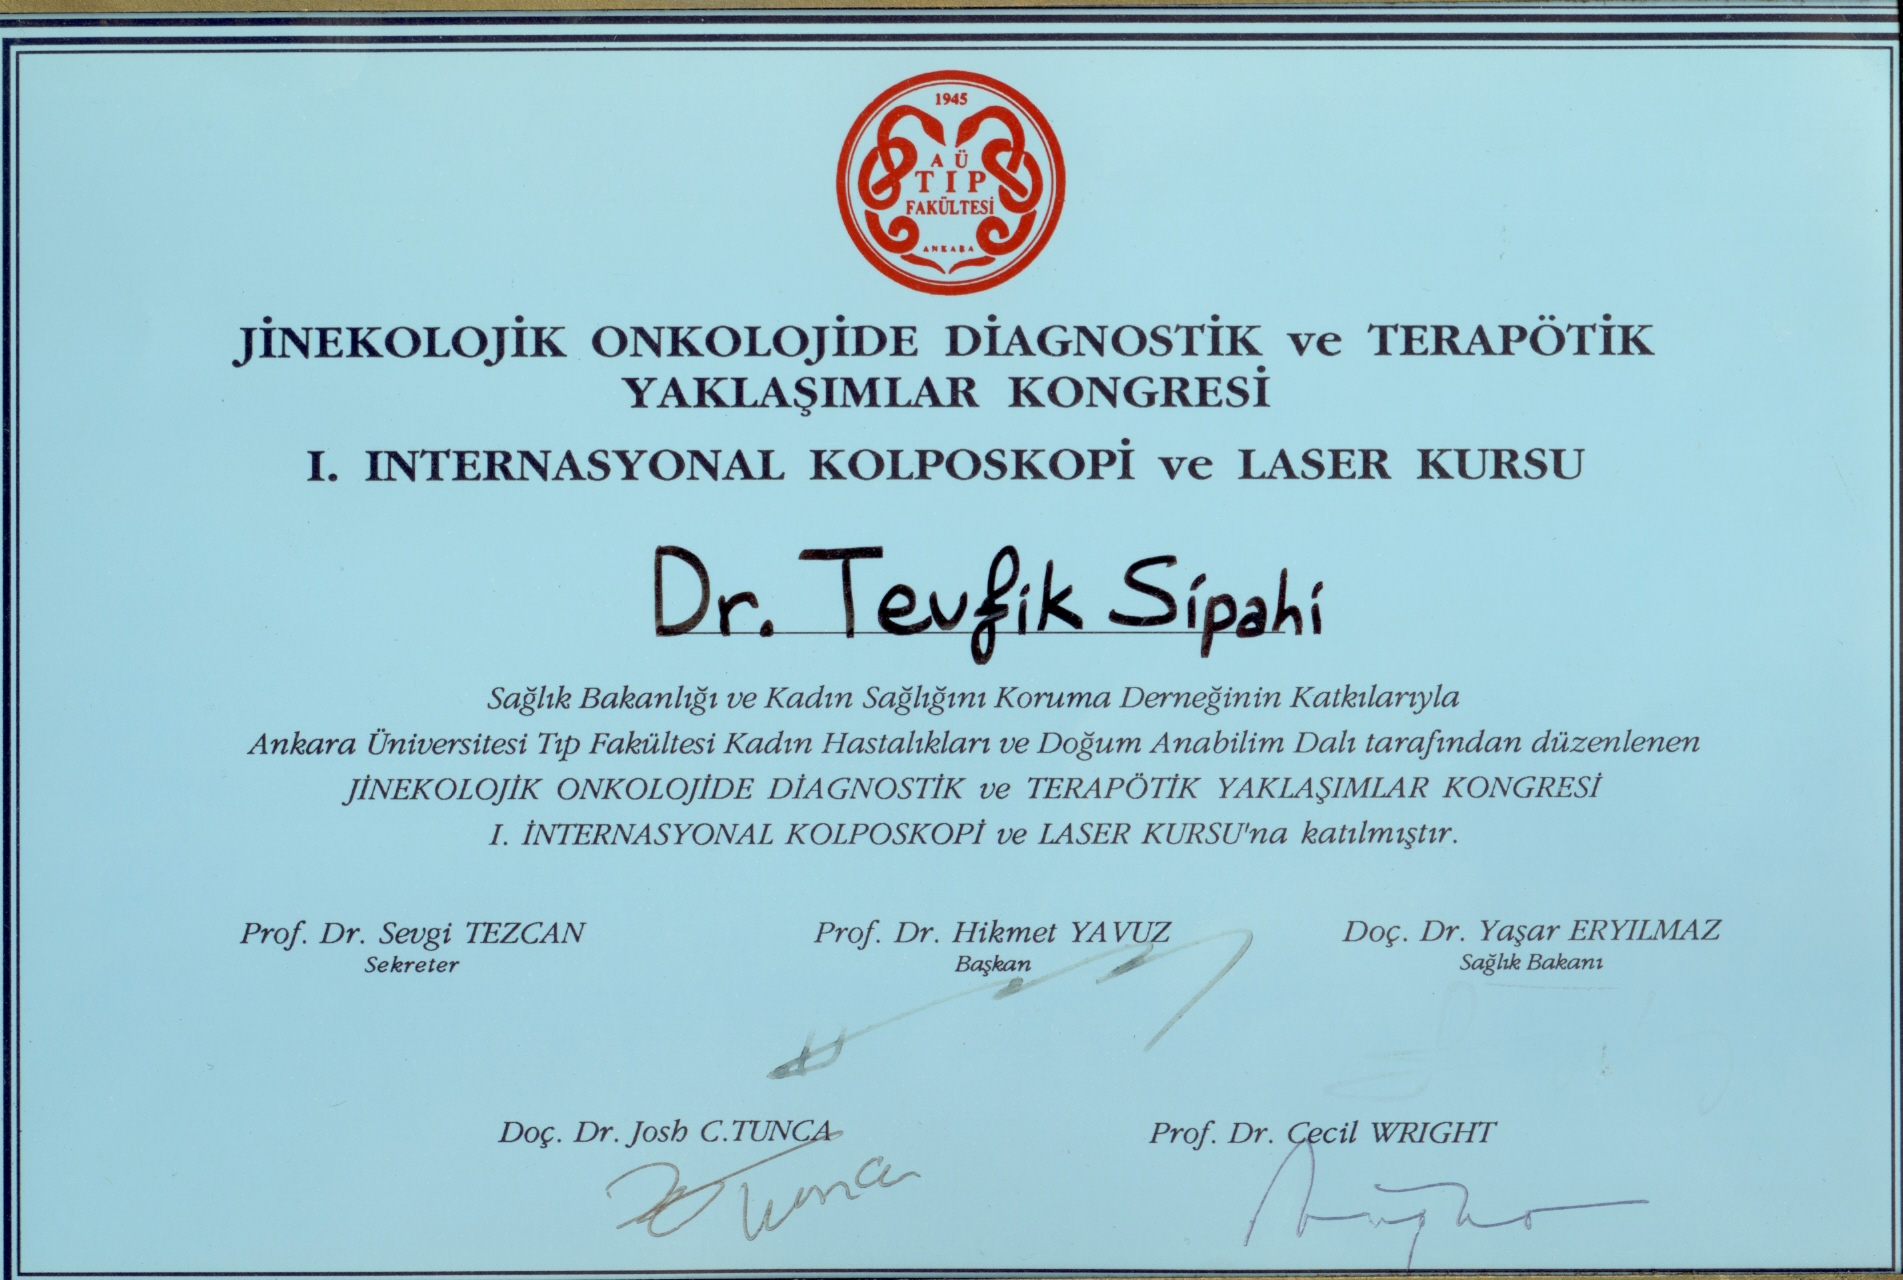 1945
A Ü
TIP
FAKÜLTESİ
ANKARA
JİNEKOLOJİK ONKOLOJİDE DİAGNOSTİK ve TERAPÖTİK
YAKLAŞIMLAR KONGRESİ
I. INTERNASYONAL KOLPOSKOPİ ve LASER KURSU
Dr. Tevfik Sipahi
Sağlık Bakanlığı ve Kadın Sağlığını Koruma Derneğinin Katkılarıyla
Ankara Üniversitesi Tıp Fakültesi Kadın Hastalıkları ve Doğum Anabilim Dalı tarafından düzenlenen
JİNEKOLOJİK ONKOLOJİDE DİAGNOSTİK ve TERAPÖTİK YAKLAŞIMLAR KONGRESİ
I. İNTERNASYONAL KOLPOSKOPİ ve LASER KURSU'na katılmıştır.
Prof. Dr. Sevgi TEZCAN Prof. Dr. Hikmet YAVUZ Doç. Dr. Yaşar ERYILMAZ
Sekreter Başkan Sağlık Bakanı
Doç. Dr. Josh C.TUNCA Prof. Dr. Cecil WRIGHT
Tunca